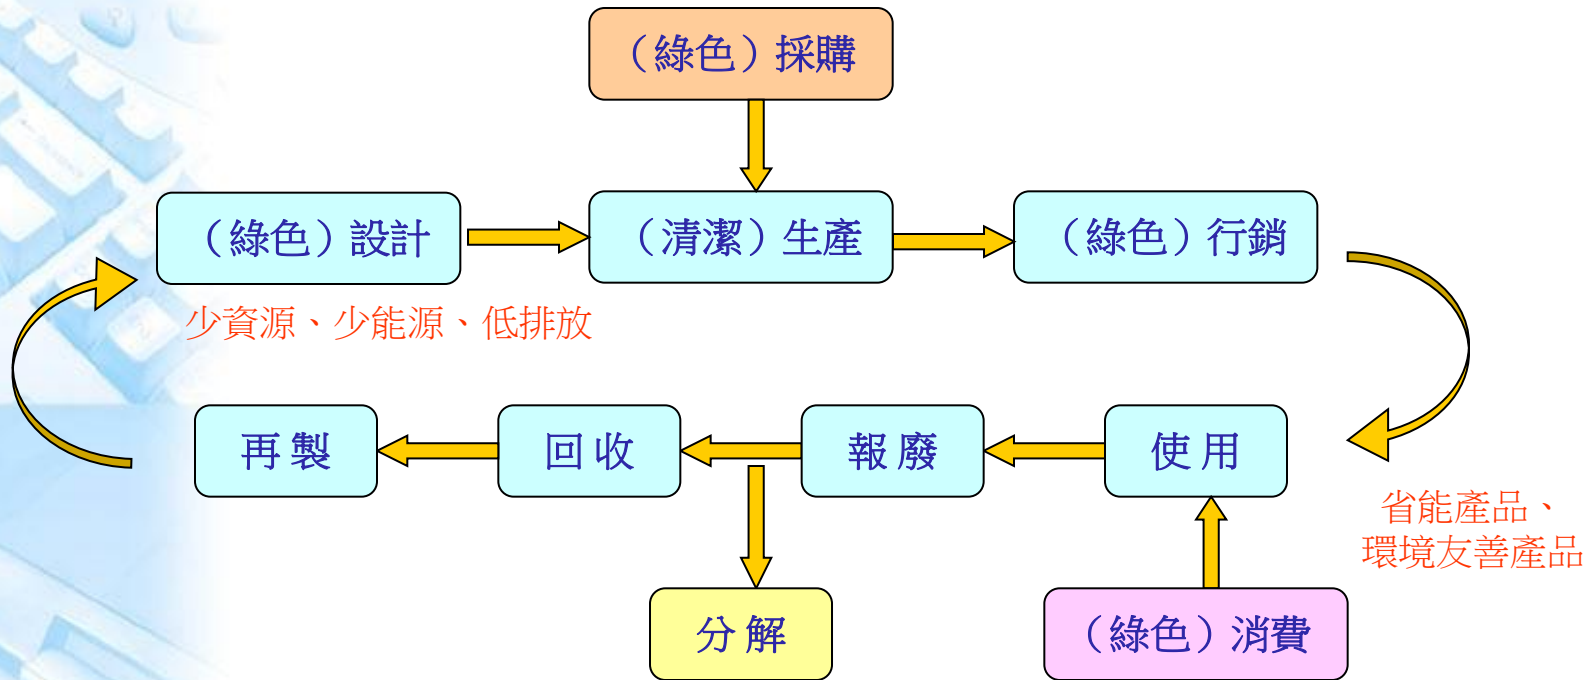 （綠色）採購
（綠色）設計
（清潔）生產
（綠色）行銷
少資源、少能源、低排放
再製
回收
報廢
使用
省能產品、
環境友善產品
分解
（綠色）消費